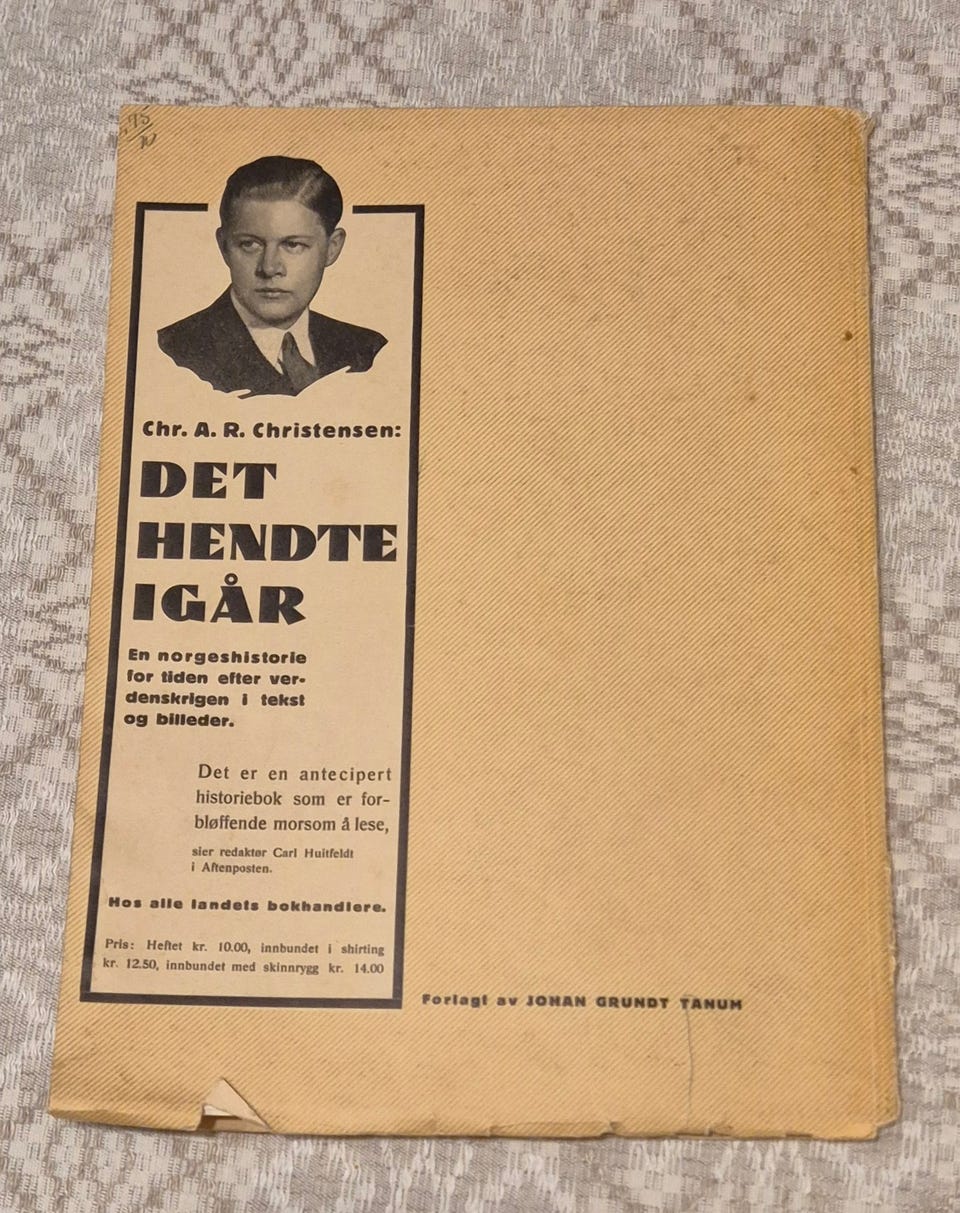 75
Chr. A. R. Christensen:
DET
HENDTE
IGÅR
En norgeshistorie
for tiden efter ver-
denskrigen i tekst
og billeder.
Det er en antecipert
historiebok som er for-
bløffende morsom å lese,
sier redaktør Carl Huitfeldt
i Aftenposten.
Hos alle landets bokhandlere.
Pris: Heftet kr. 10.00, innbundet i shirting
kr. 12.50, innbundet med skinnrygg kr. 14.00
Forlagt av JOHAN GRUNDT TANUM